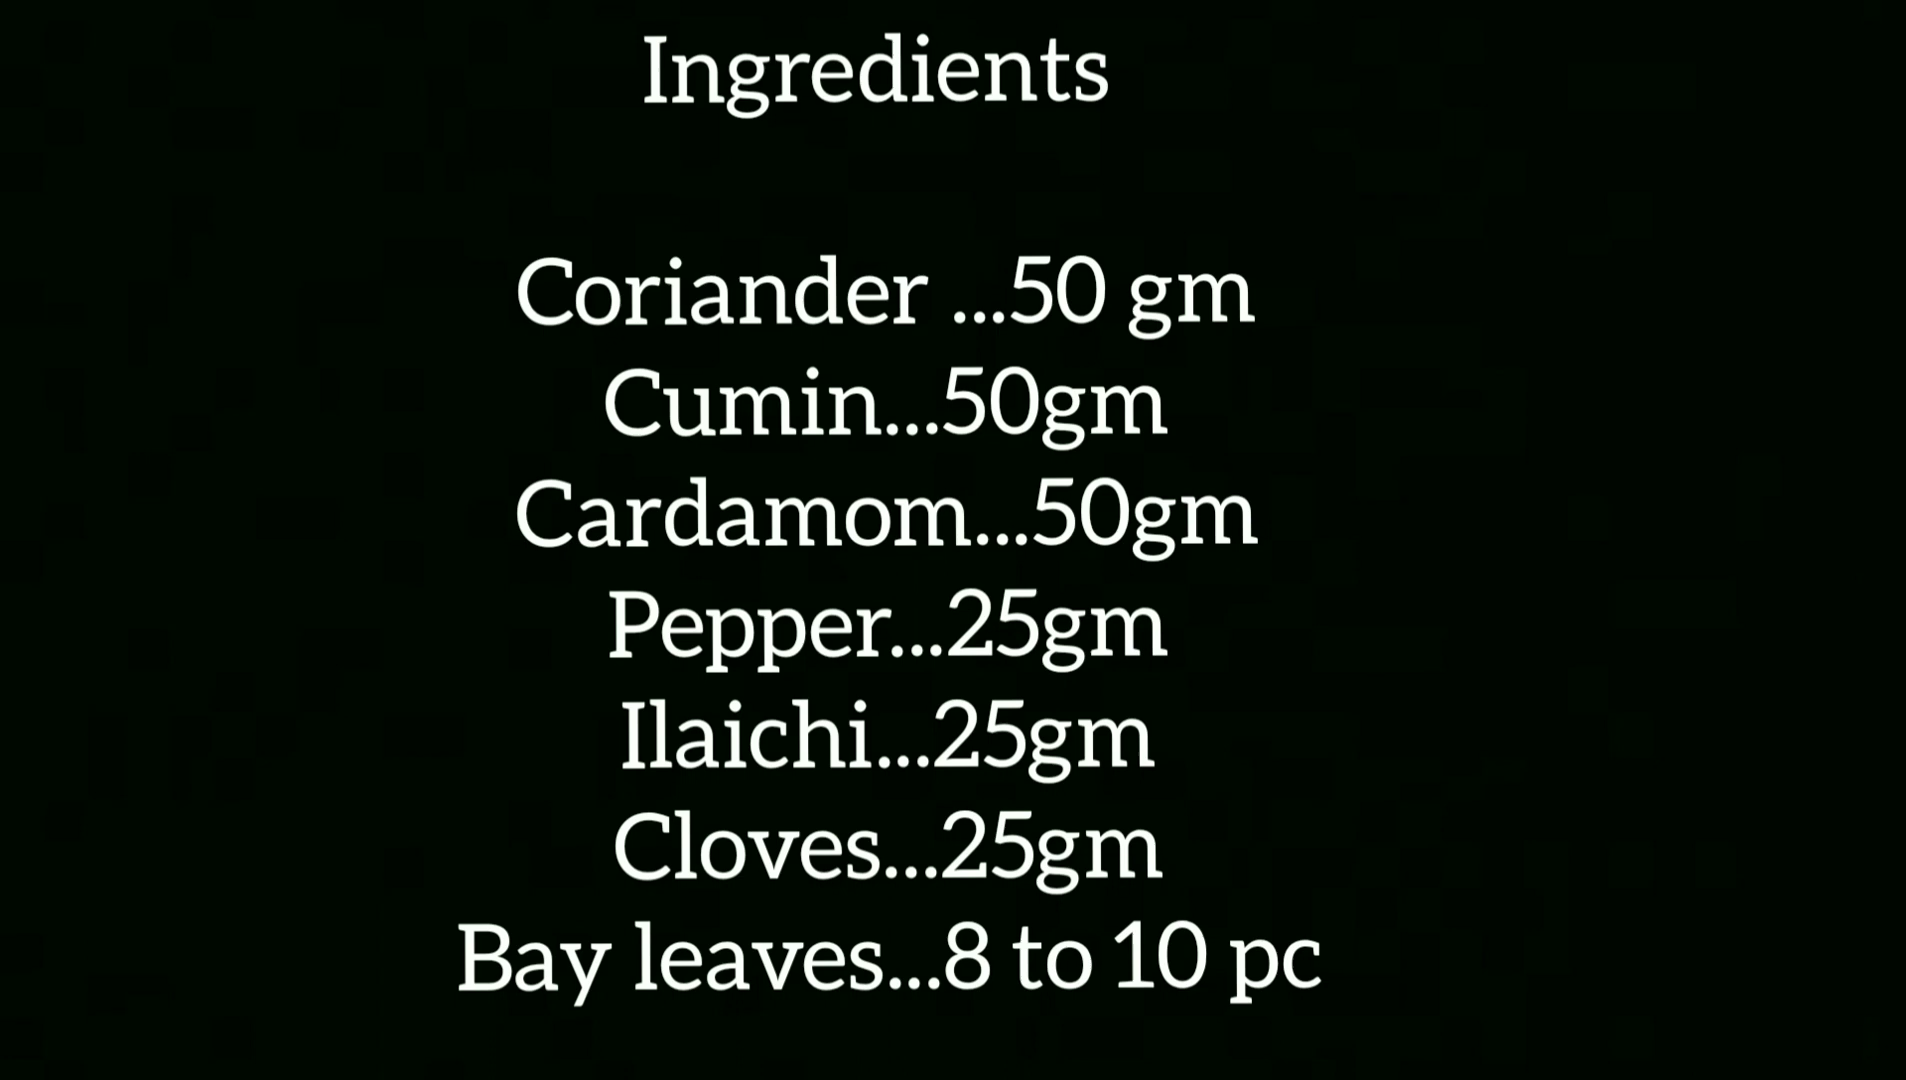 Ingredients
Coriander ...50 gm
Cumin...50gm
Cardamom...50gm
Pepper...25gm
Ilaichi...25gm
Cloves...25gm
Bay leaves...8 to 10 pc